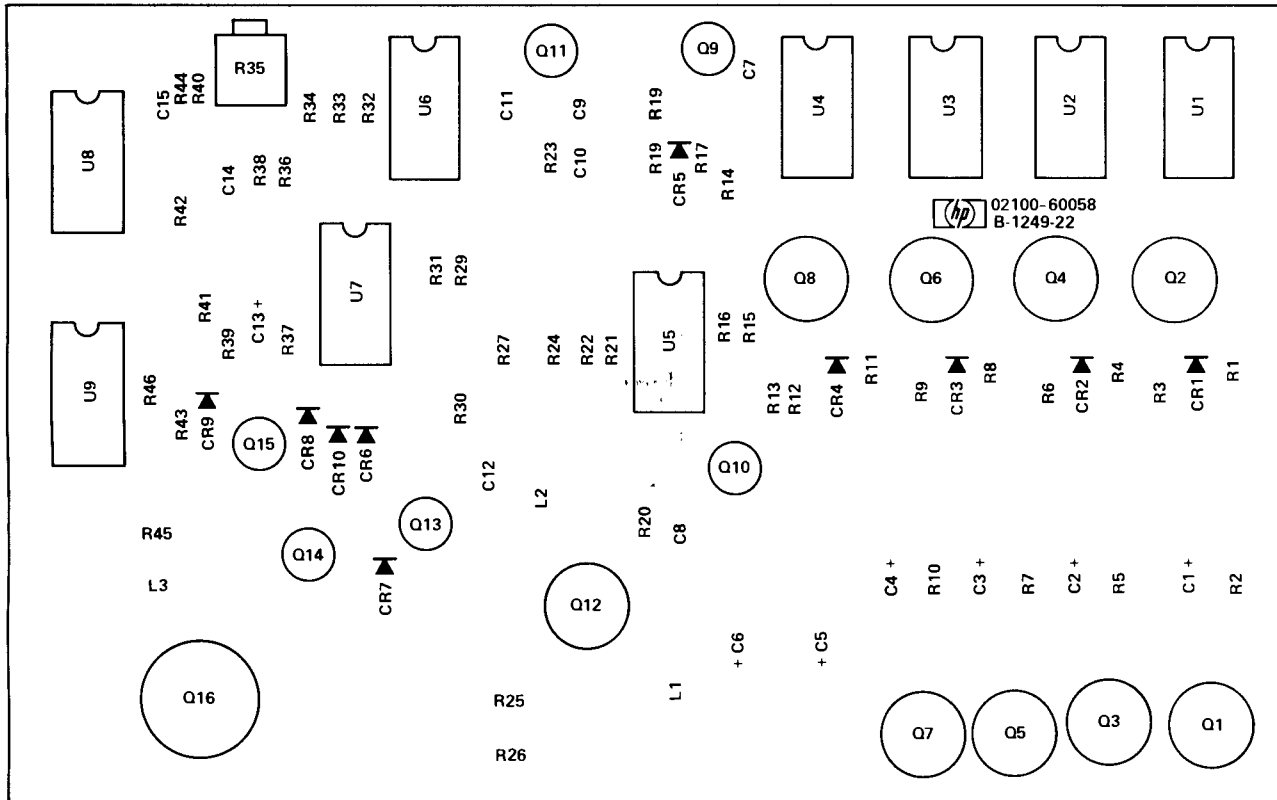 Q11
Q9
C7
R35
U6
U4
U3
U2
U1
C15
R44
R40
R34
R33
R32
C11
C9
R19
U8
C14
R38
R36
R23
C10
R19
CR5
R17
R14
R42
hp 02100-60058
B-1249-22
U7
R31
R29
Q8
Q6
Q4
Q2
R41
R39
C13 +
R37
U5
R16
R15
R27
R24
R22
R21
U9
R46
R43
CR9
Q15
CR8
CR10
CR6
R30
R13
R12
CR4
R11
R9
CR3
R8
R6
CR2
R4
R3
CR1
R1
Q10
C12
L2
R20
C8
Q13
R45
Q14
L3
CR7
Q12
C4 +
R10
C3 +
R7
C2 +
R5
C1 +
R2
+ C6
+ C5
Q16
R25
L1
Q7
Q5
Q3
Q1
R26